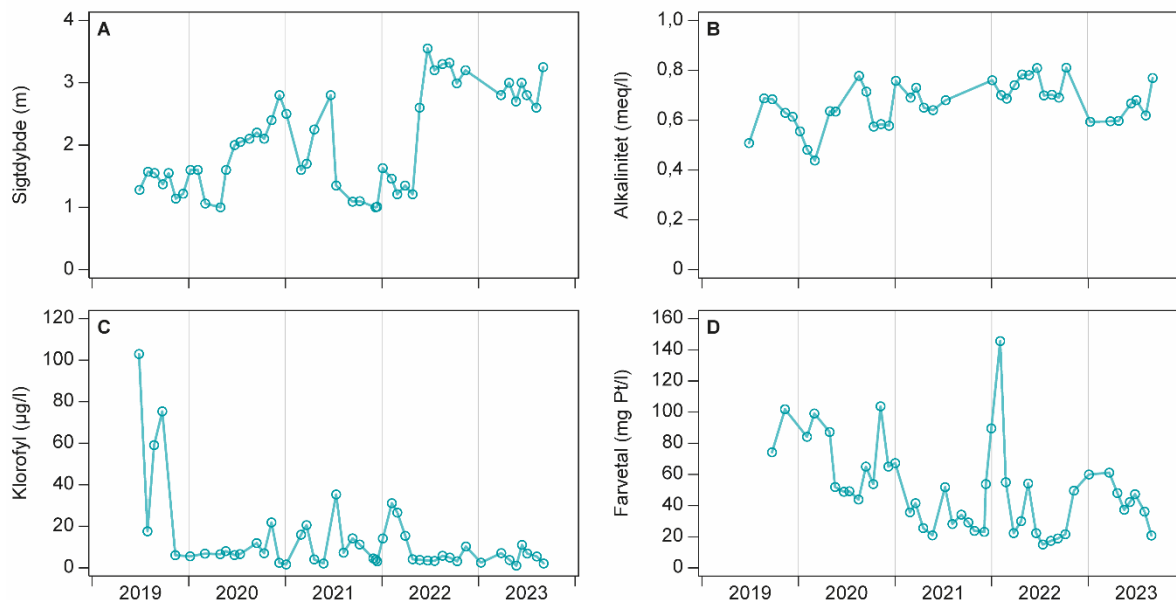 A
Sigtdybde (m)
4
3
2
1
0
B
Alkalinitet (meq/l)
1,0
0,8
0,6
0,4
0,2
0
C
Klorofyl (µg/l)
120
100
80
60
40
20
0
2019 2020 2021 2022 2023
D
Farvetal (mg Pt/l)
160
140
120
100
80
60
40
20
0
2019 2020 2021 2022 2023